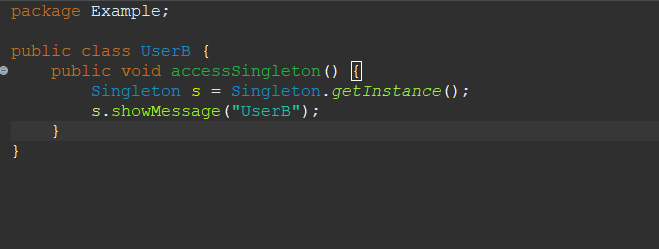 package Example;
public class UserB {
    public void accessSingleton() {
        Singleton s = Singleton.getInstance();
        s.showMessage("UserB");
    }
}